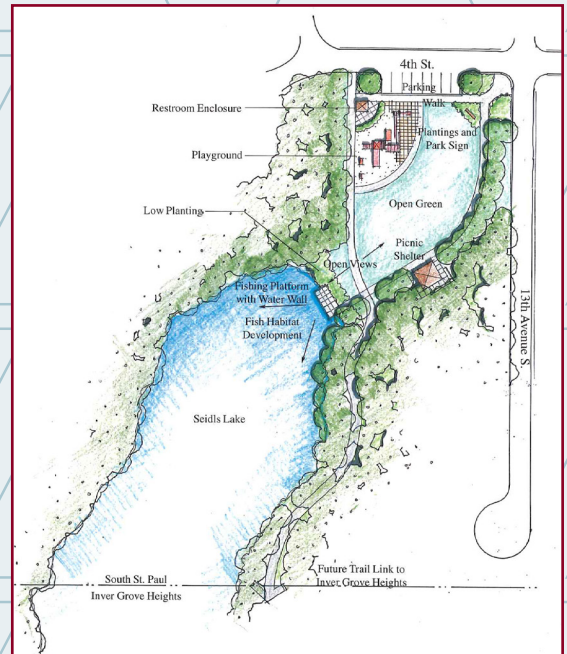 4th St.
Parking
Walk
Restroom Enclosure
Plantings and
Park Sign
Playground
Open Green
Low Planting
Picnic
Shelter
Open Views
Fishing Platform
with Water Wall
Fish Habitat
Development
13th Avenue S.
Seidls Lake
Future Trail Link to
Inver Grove Heights
South St. Paul
Inver Grove Heights